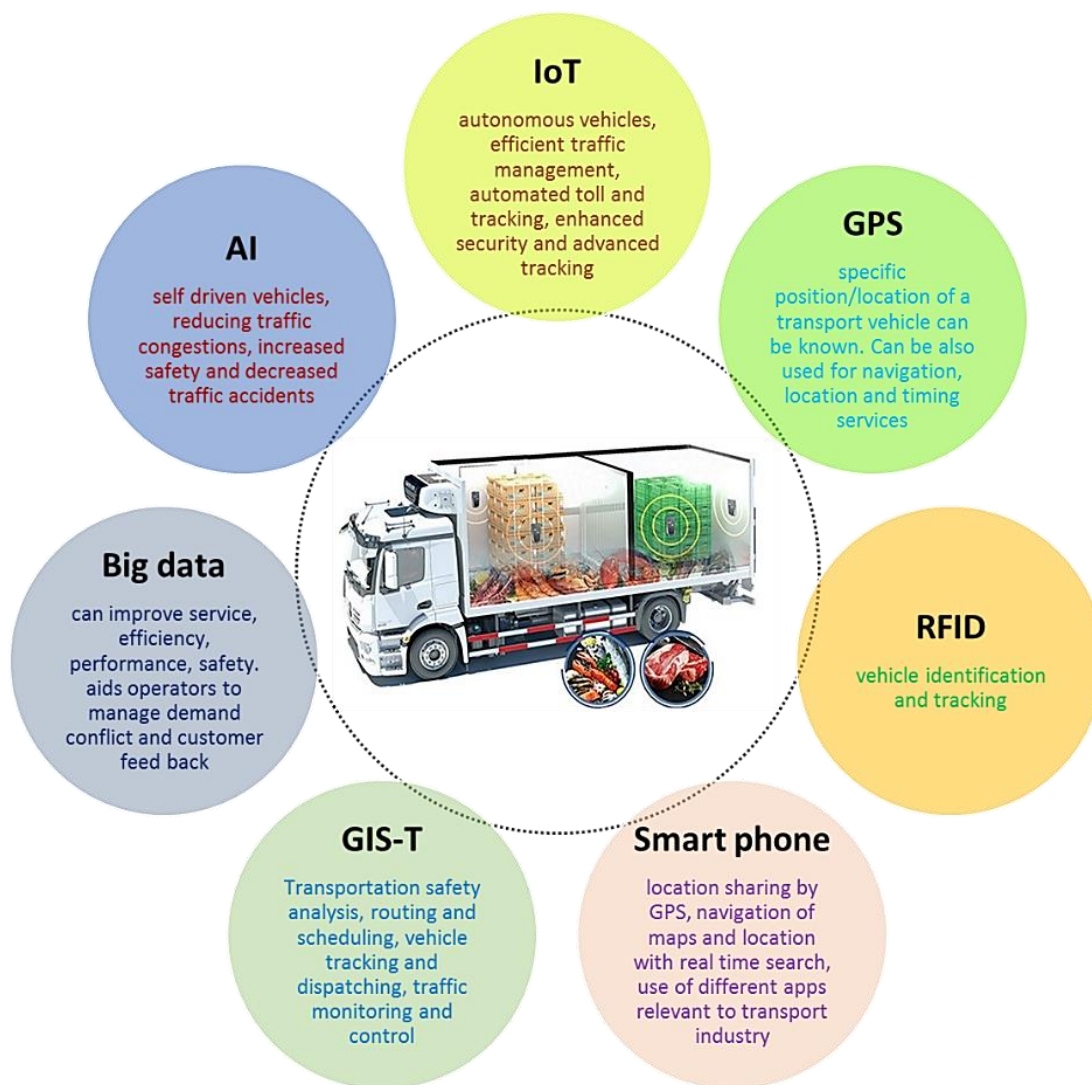 IoT
autonomous vehicles,
efficient traffic
management,
automated toll and
tracking, enhanced
security and advanced
tracking
GPS
specific
position/location of a
transport vehicle can
be known. Can be also
used for navigation,
location and timing
services
RFID
vehicle identification
and tracking
Smart phone
location sharing by
GPS, navigation of
maps and location
with real time search,
use of different apps
relevant to transport
industry
GIS-T
Transportation safety
analysis, routing and
scheduling, vehicle
tracking and
dispatching, traffic
monitoring and
control
Big data
can improve service,
efficiency,
performance, safety.
aids operators to
manage demand
conflict and customer
feed back
AI
self driven vehicles,
reducing traffic
congestions, increased
safety and decreased
traffic accidents